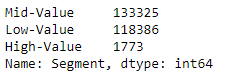 Mid-Value     133325
Low-Value     118386
High-Value      1773
Name: Segment, dtype: int64